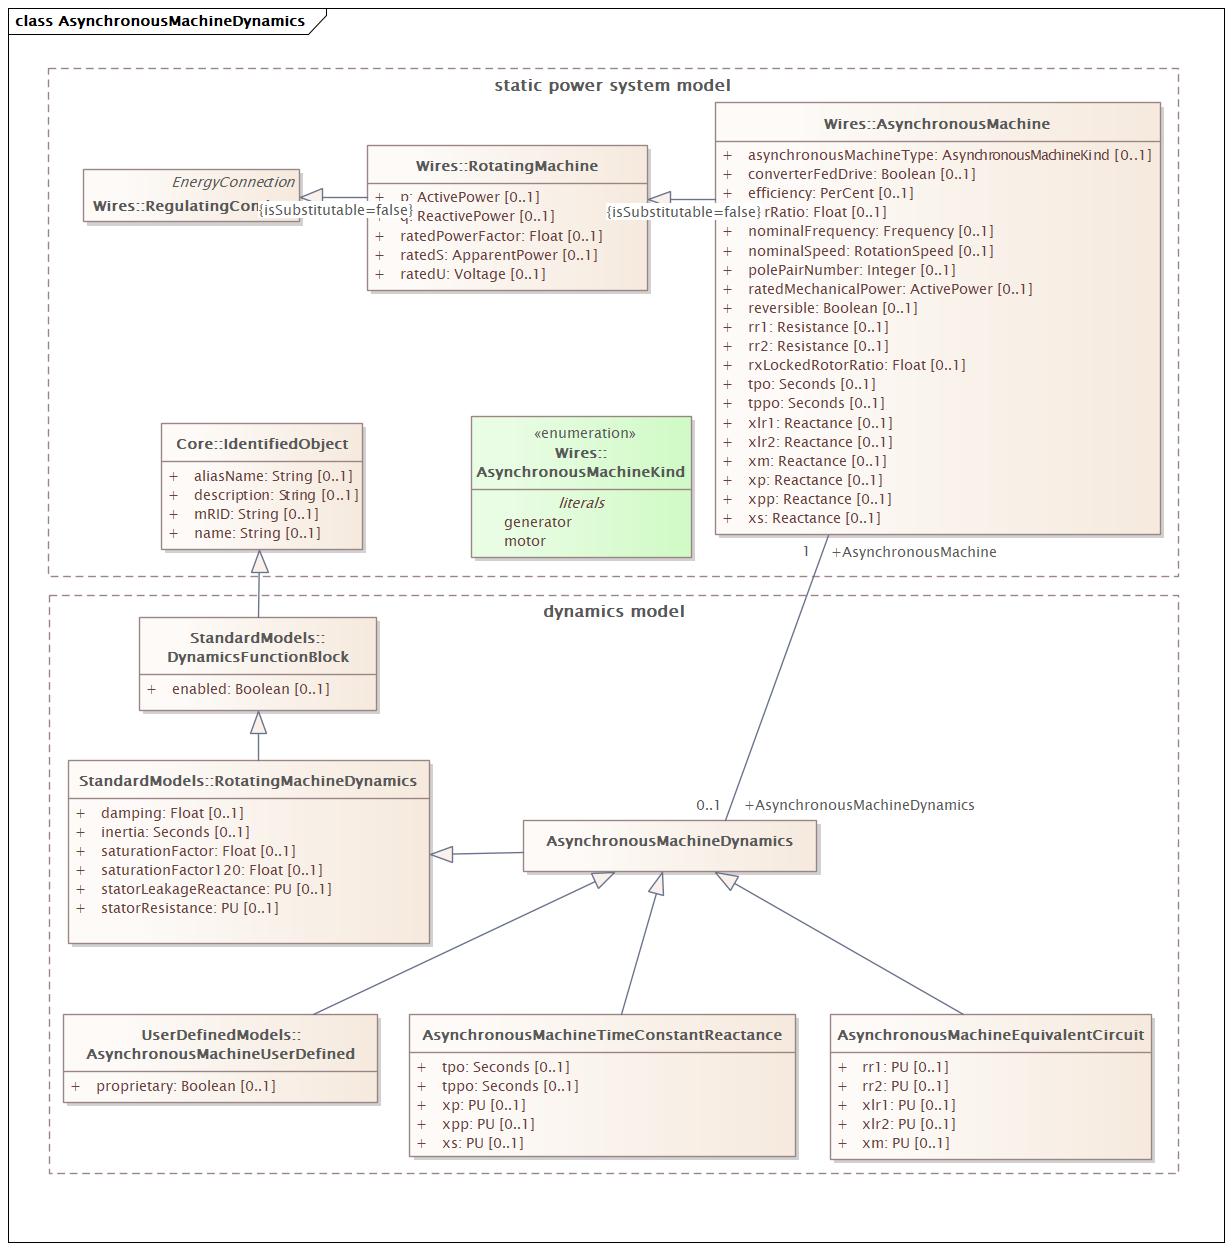 class AsynchronousMachineDynamics
static power system model
Wires::AsynchronousMachine
+ asynchronousMachineType: AsynchronousMachineKind [0..1]
+ converterFedDrive: Boolean [0..1]
+ efficiency: PerCent [0..1]
rRatio: Float [0..1]
+ nominalFrequency: Frequency [0..1]
+ nominalSpeed: RotationSpeed [0..1]
+ polePairNumber: Integer [0..1]
+ ratedMechanicalPower: ActivePower [0..1]
+ reversible: Boolean [0..1]
+ rr1: Resistance [0..1]
+ rr2: Resistance [0..1]
+ rxLockedRotorRatio: Float [0..1]
+ tpo: Seconds [0..1]
+ tppo: Seconds [0..1]
+ xlr1: Reactance [0..1]
+ xlr2: Reactance [0..1]
+ xm: Reactance [0..1]
+ xp: Reactance [0..1]
+ xpp: Reactance [0..1]
+ xs: Reactance [0..1]
Wires::RotatingMachine
+ p: ActivePower [0..1]
+ q: ReactivePower [0..1]
+ ratedPowerFactor: Float [0..1]
+ ratedS: ApparentPower [0..1]
+ ratedU: Voltage [0..1]
EnergyConnection
Wires::RegulatingCon
{isSubstitutable=false}
{isSubstitutable=false}
Core::IdentifiedObject
+ aliasName: String [0..1]
+ description: String [0..1]
+ mRID: String [0..1]
+ name: String [0..1]
«enumeration»
Wires::
AsynchronousMachineKind
literals
generator
motor
1 +AsynchronousMachine
dynamics model
StandardModels::
DynamicsFunctionBlock
+ enabled: Boolean [0..1]
StandardModels::RotatingMachineDynamics
+ damping: Float [0..1]
+ inertia: Seconds [0..1]
+ saturationFactor: Float [0..1]
+ saturationFactor120: Float [0..1]
+ statorLeakageReactance: PU [0..1]
+ statorResistance: PU [0..1]
0..1 +AsynchronousMachineDynamics
AsynchronousMachineDynamics
UserDefinedModels::
AsynchronousMachineUserDefined
+ proprietary: Boolean [0..1]
AsynchronousMachineTimeConstantReactance
+ tpo: Seconds [0..1]
+ tppo: Seconds [0..1]
+ xp: PU [0..1]
+ xpp: PU [0..1]
+ xs: PU [0..1]
AsynchronousMachineEquivalentCircuit
+ rr1: PU [0..1]
+ rr2: PU [0..1]
+ xlr1: PU [0..1]
+ xlr2: PU [0..1]
+ xm: PU [0..1]